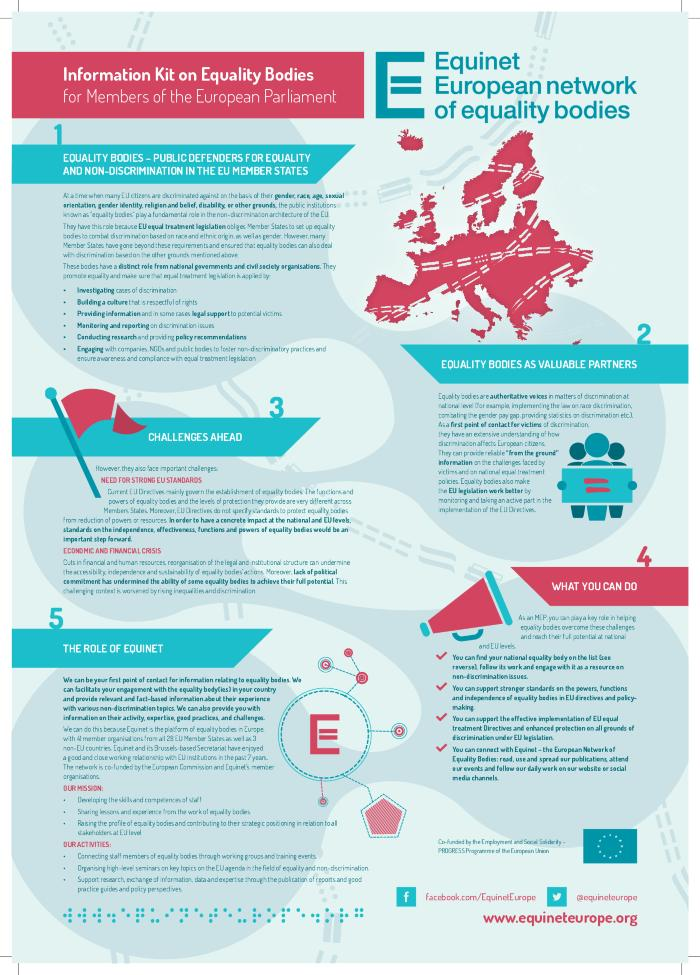 Information Kit on Equality Bodies
for Members of the European Parliament
Equinet
European network
of equality bodies
1
EQUALITY BODIES – PUBLIC DEFENDERS FOR EQUALITY
AND NON-DISCRIMINATION IN THE EU MEMBER STATES
At a time when many EU citizens are discriminated against on the basis of their gender, race, age, sexual
orientation, gender identity, religion and belief, disability, or other grounds, the public institutions
known as "equality bodies" play a fundamental role in the non-discrimination architecture of the EU.
They have this role because EU equal treatment legislation obliges Member States to set up equality
bodies to combat discrimination based on race and ethnic origin, as well as gender. However, many
Member States have gone beyond these requirements and ensured that equality bodies can also deal
with discrimination based on the other grounds mentioned above.
These bodies have a distinct role from national governments and civil society organisations. They
promote equality and make sure that equal treatment legislation is applied by:
• Investigating cases of discrimination
• Building a culture that is respectful of rights
• Providing information and in some cases legal support to potential victims.
• Monitoring and reporting on discrimination issues
• Conducting research and providing policy recommendations
• Engaging with companies, NGOs and public bodies to foster non-discriminatory practices and
ensure awareness and compliance with equal treatment legislation
2
EQUALITY BODIES AS VALUABLE PARTNERS
Equality bodies are authoritative voices in matters of discrimination at
national level (for example, implementing the law on race discrimination,
combating the gender pay gap, providing statistics on discrimination etc.).
As a first point of contact for victims of discrimination,
they have an extensive understanding of how
discrimination affects European citizens.
They can provide reliable "from the ground"
information on the challenges faced by
victims and on national equal treatment
policies. Equality bodies also make
the EU legislation work better by
monitoring and taking an active part in the
implementation of the EU Directives.
3
CHALLENGES AHEAD
However, they also face important challenges:
NEED FOR STRONG EU STANDARDS
Current EU Directives mainly govern the establishment of equality bodies. The functions and
powers of equality bodies and the levels of protection they provide are very different across
Member States. Moreover, EU Directives do not specify standards to protect equality bodies
from reduction of powers or resources. In order to have a concrete impact at the national and EU levels,
standards on the independence, effectiveness, functions and powers of equality bodies would be an
important step forward.
ECONOMIC AND FINANCIAL CRISIS
Cuts in financial and human resources, reorganisation of the legal and institutional structure can undermine
the accessibility, independence and sustainability of equality bodies' actions. Moreover, lack of political
commitment has undermined the ability of some equality bodies to achieve their full potential. This
challenging context is worsened by rising inequalities and discrimination.
4
WHAT YOU CAN DO
As an MEP, you can play a key role in helping
equality bodies overcome these challenges
and reach their full potential at national
and EU levels.
You can find your national equality body on the list (see
reverse), follow its work and engage with it as a resource on
non-discrimination issues.
You can support stronger standards on the powers, functions
and independence of equality bodies in EU directives and policy-
making.
You can support the effective implementation of EU equal
treatment Directives and enhanced protection on all grounds of
discrimination under EU legislation.
You can connect with Equinet – the European Network of
Equality Bodies: read, use and spread our publications, attend
our events and follow our daily work on our website or social
media channels.
5
THE ROLE OF EQUINET
We can be your first point of contact for information relating to equality bodies. We
can facilitate your engagement with the equality body(ies) in your country
and provide relevant and fact-based information about their experience
with various non-discrimination topics. We can also provide you with
information on their activity, expertise, good practices, and challenges.
We can do this because Equinet is the platform of equality bodies in Europe
with 41 member organisations from all 28 EU Member States as well as 3
non-EU countries. Equinet and its Brussels-based Secretariat have enjoyed
a good and close working relationship with EU institutions in the past 7 years.
The network is co-funded by the European Commission and Equinet's member
organisations.
OUR MISSION:
• Developing the skills and competences of staff
• Sharing lessons and experience from the work of equality bodies
• Raising the profile of equality bodies and contributing to their strategic positioning in relation to all
stakeholders at EU level
OUR ACTIVITIES:
• Connecting staff members of equality bodies through working groups and training events.
• Organising high-level seminars on key topics on the EU agenda in the field of equality and non-discrimination.
• Support research, exchange of information, data and expertise through the publication of reports and good
practice guides and policy perspectives.
Co-funded by the Employment and Social Solidarity –
PROGRESS Programme of the European Union
facebook.com/EquinetEurope
@equineteurope
www.equineteurope.org